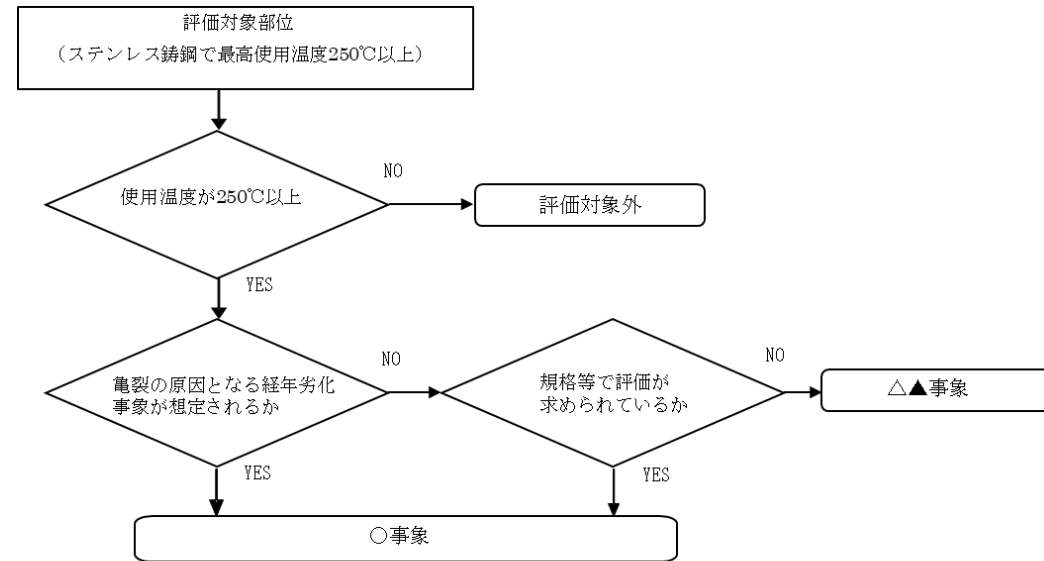 評価対象部位
（ステンレス鋳鋼で最高使用温度250℃以上）
使用温度が250℃以上
NO
評価対象外
YES
亀裂の原因となる経年劣化
事象が想定されるか
NO
規格等で評価が
求められているか
NO
△▲事象
YES
YES
○事象